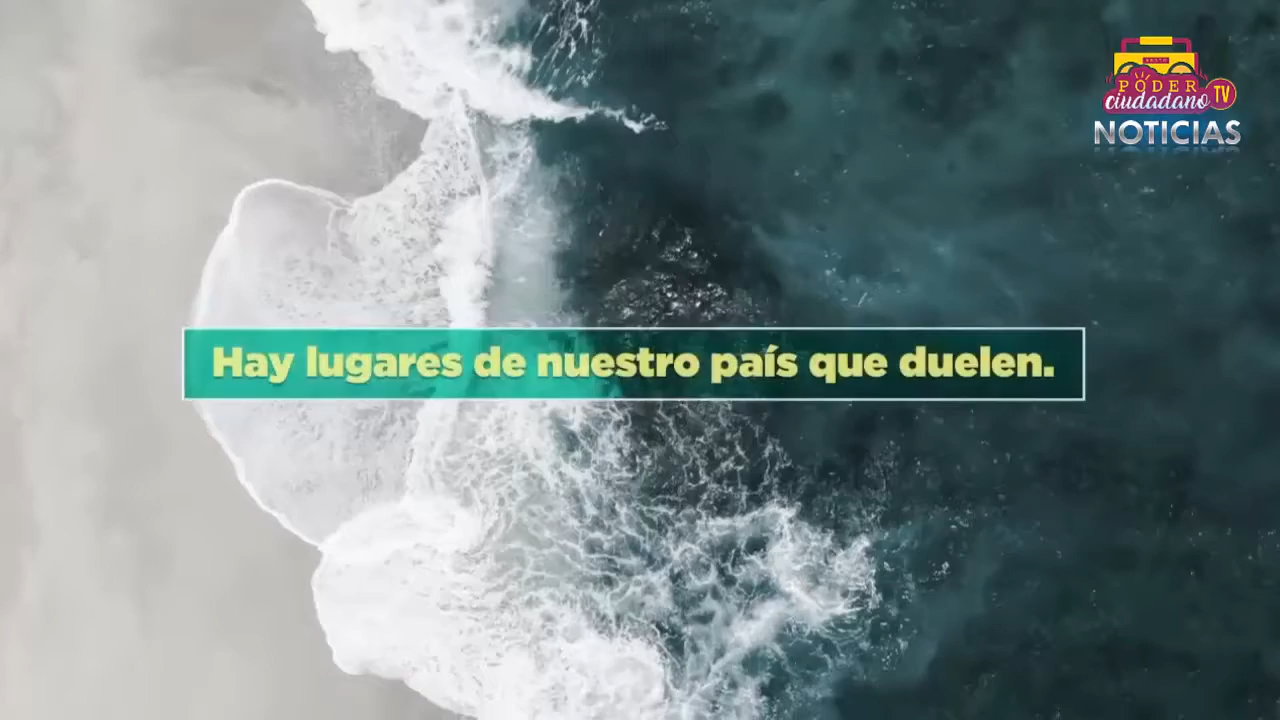 PODER
ciudadano TV
NOTICIAS
Hay lugares de nuestro país que duelen.